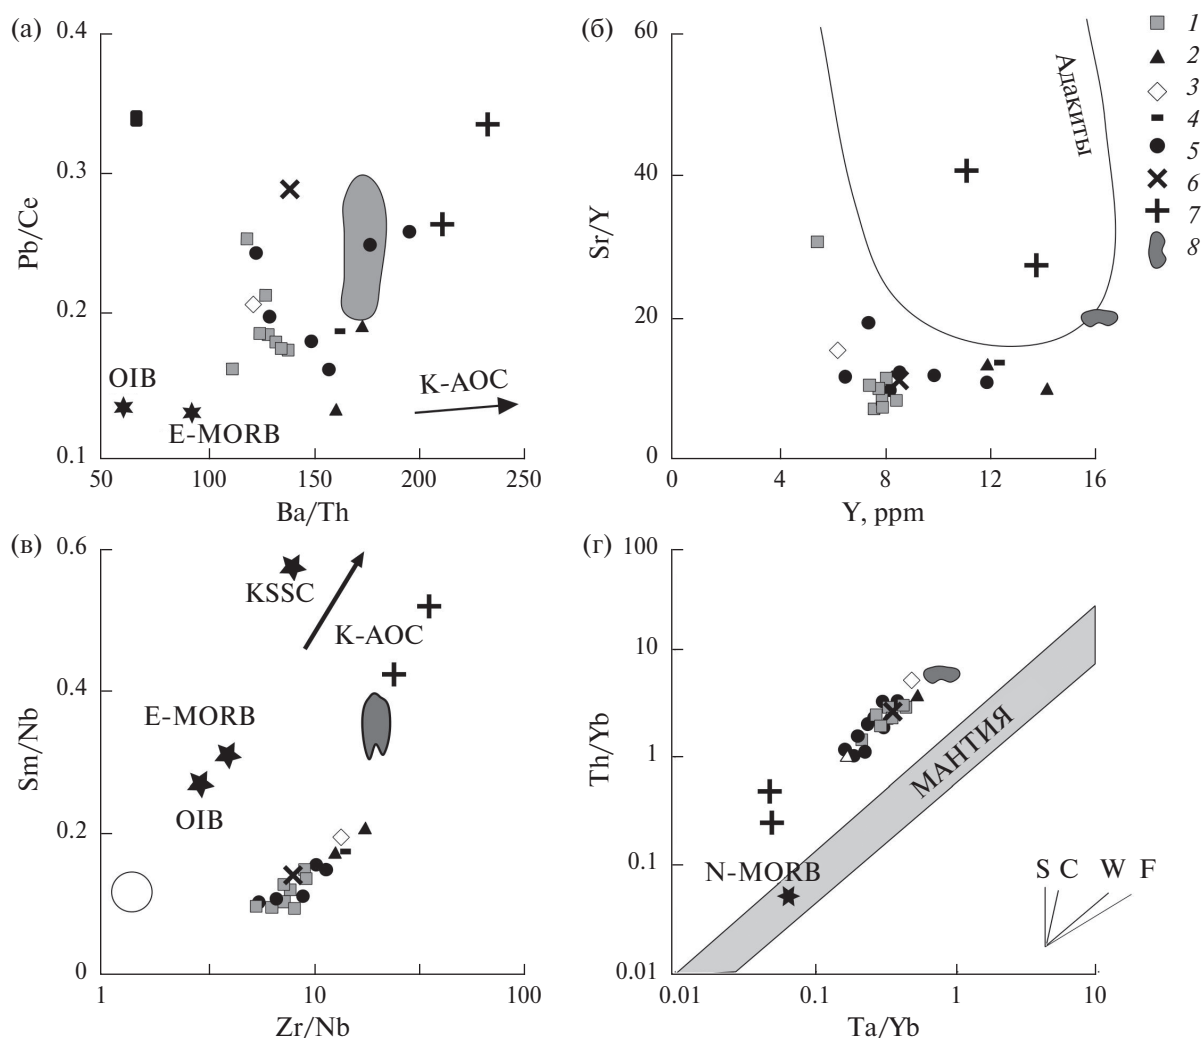 (а)
0.4
0.3
0.2
0.1
Pb/Ce
OIB
E-MORB
K-AOC
50
100
150
200
250
Ba/Th
(б)
60
40
20
0
Sr/Y
Адакиты
0
4
8
12
16
Y, ppm
1
2
3
4
5
6
7
8
(в)
0.6
0.4
0.2
0
Sm/Nb
KSSC
K-AOC
E-MORB
OIB
1
10
100
Zr/Nb
(г)
100
10
1
0.1
0.01
Th/Yb
МАНТИЯ
N-MORB
S C W F
0.01
0.1
1
10
Ta/Yb